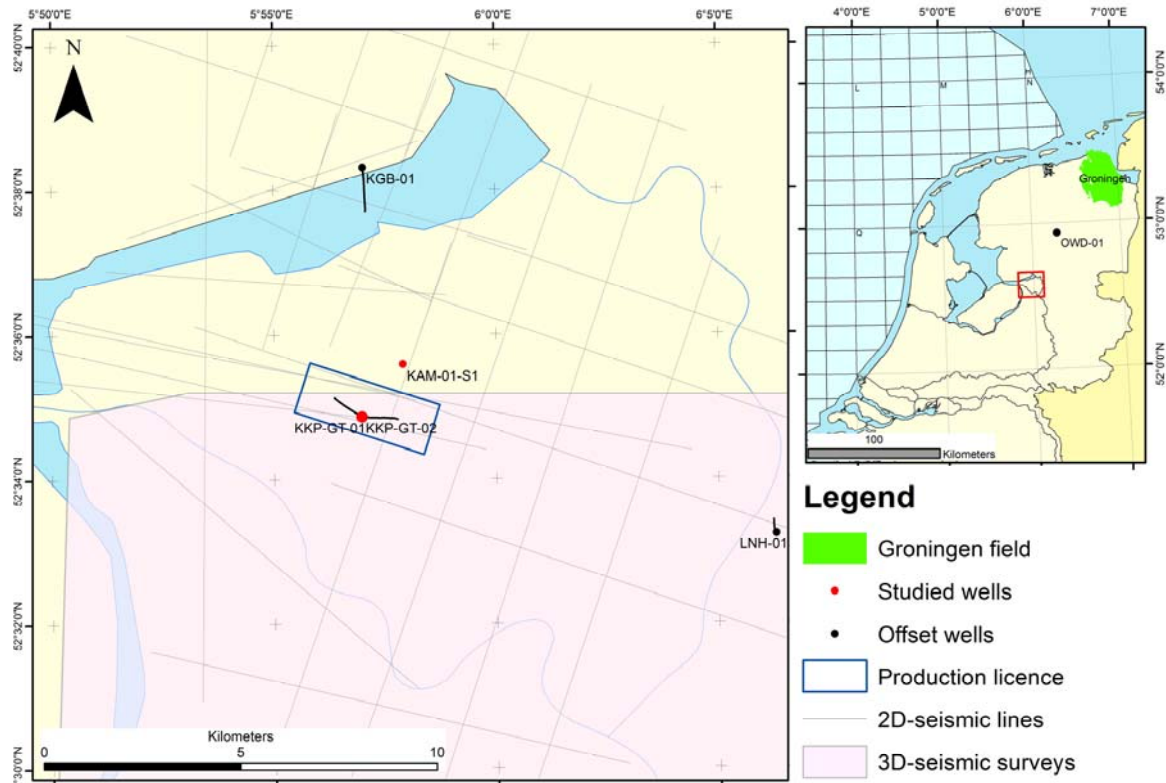 5°50'0"E 5°55'0"E 6°0'0"E 6°5'0"E
52°40'0"N
N
KGB-01
52°38'0"N
52°36'0"N
KAM-01-S1
KKP-GT-01 KKP-GT-02
52°34'0"N
LNH-01
52°32'0"N
Kilometers
0 5 10
4°0'0"E 5°0'0"E 6°0'0"E 7°0'0"E
54°0'0"N
L M N
Groningen
53°0'0"N
Q
OWD-01
52°0'0"N
100
Kilometers
Legend
Groningen field
Studied wells
Offset wells
Production licence
2D-seismic lines
3D-seismic surveys